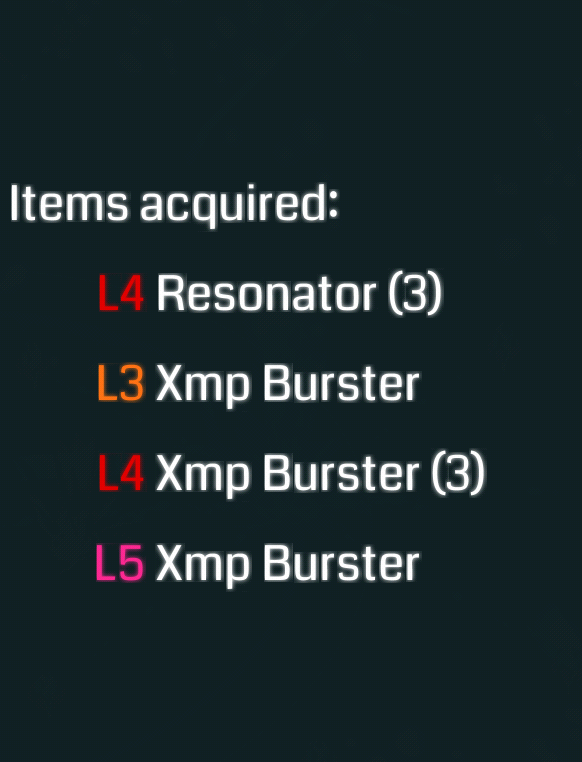 Items acquired:
L4 Resonator (3)
L3 Xmp Burster
L4 Xmp Burster (3)
L5 Xmp Burster